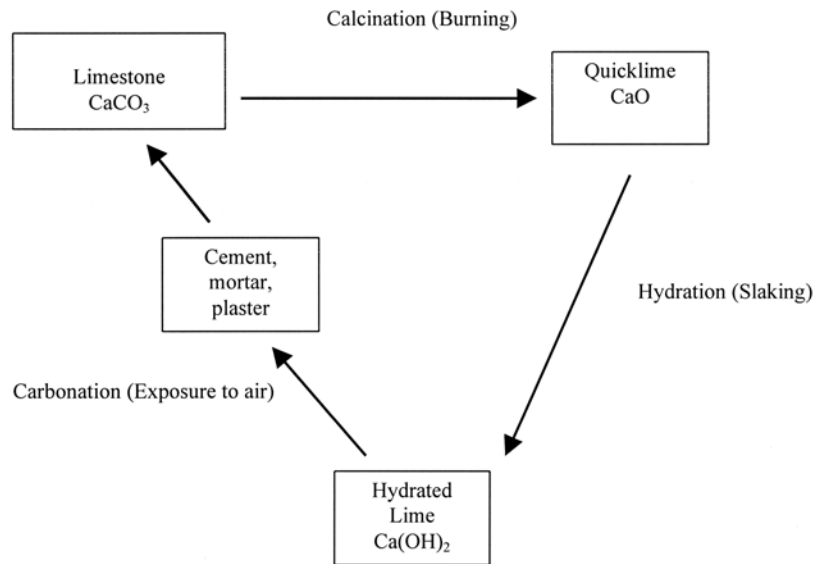 Calcination (Burning)
Limestone
CaCO₃
Quicklime
CaO
Cement,
mortar,
plaster
Hydration (Slaking)
Carbonation (Exposure to air)
Hydrated
Lime
Ca(OH)₂